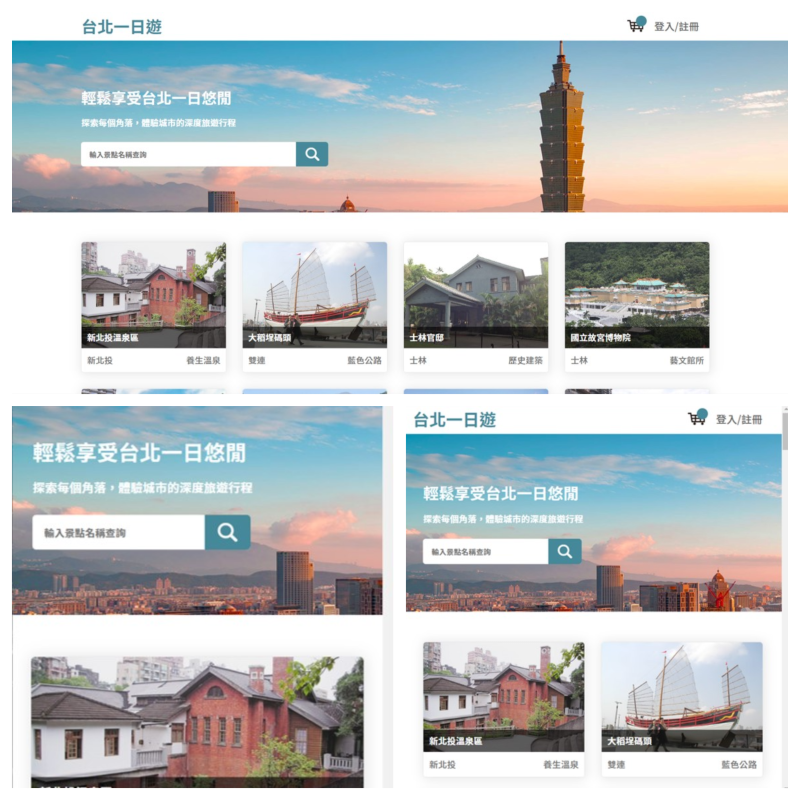 台北一日遊
登入/註冊
輕鬆享受台北一日悠閒
探索每個角落，體驗城市的深度旅遊行程
輸入景點名稱查詢
新北投溫泉區
大稻埕碼頭
士林官邸
國立故宮博物院
新北投 養生溫泉
雙連 藍色公路
士林 歷史建築
士林 藝文館所
輕鬆享受台北一日悠閒
探索每個角落，體驗城市的深度旅遊行程
輸入景點名稱查詢
台北一日遊
登入/註冊
輕鬆享受台北一日悠閒
探索每個角落，體驗城市的深度旅遊行程
輸入景點名稱查詢
新北投溫泉區
大稻埕碼頭
新北投 養生溫泉
雙連 藍色公路